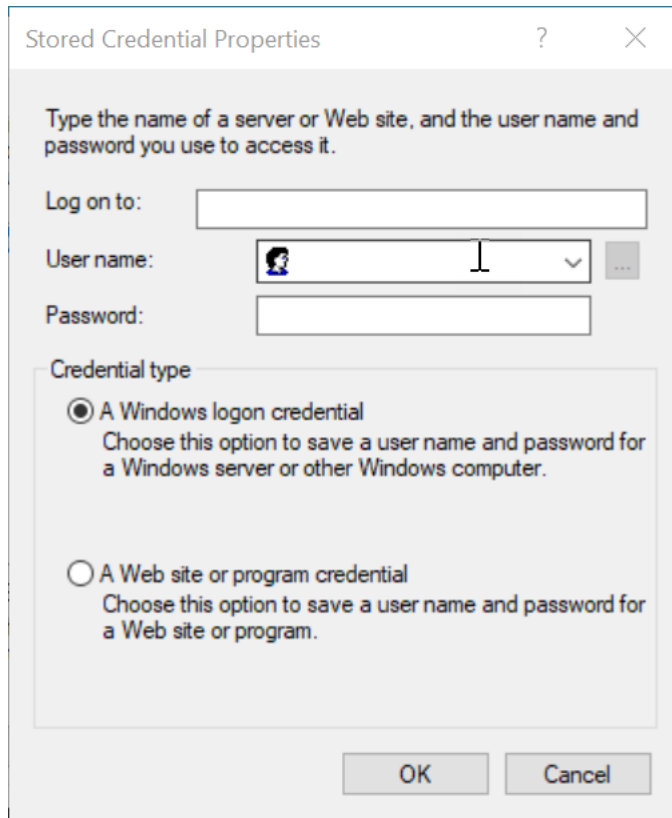 Stored Credential Properties ?
Type the name of a server or Web site, and the user name and
password you use to access it.
Log on to:
User name:
...
Password:
Credential type
A Windows logon credential
Choose this option to save a user name and password for
a Windows server or other Windows computer.
A Web site or program credential
Choose this option to save a user name and password for
a Web site or program.
OK Cancel